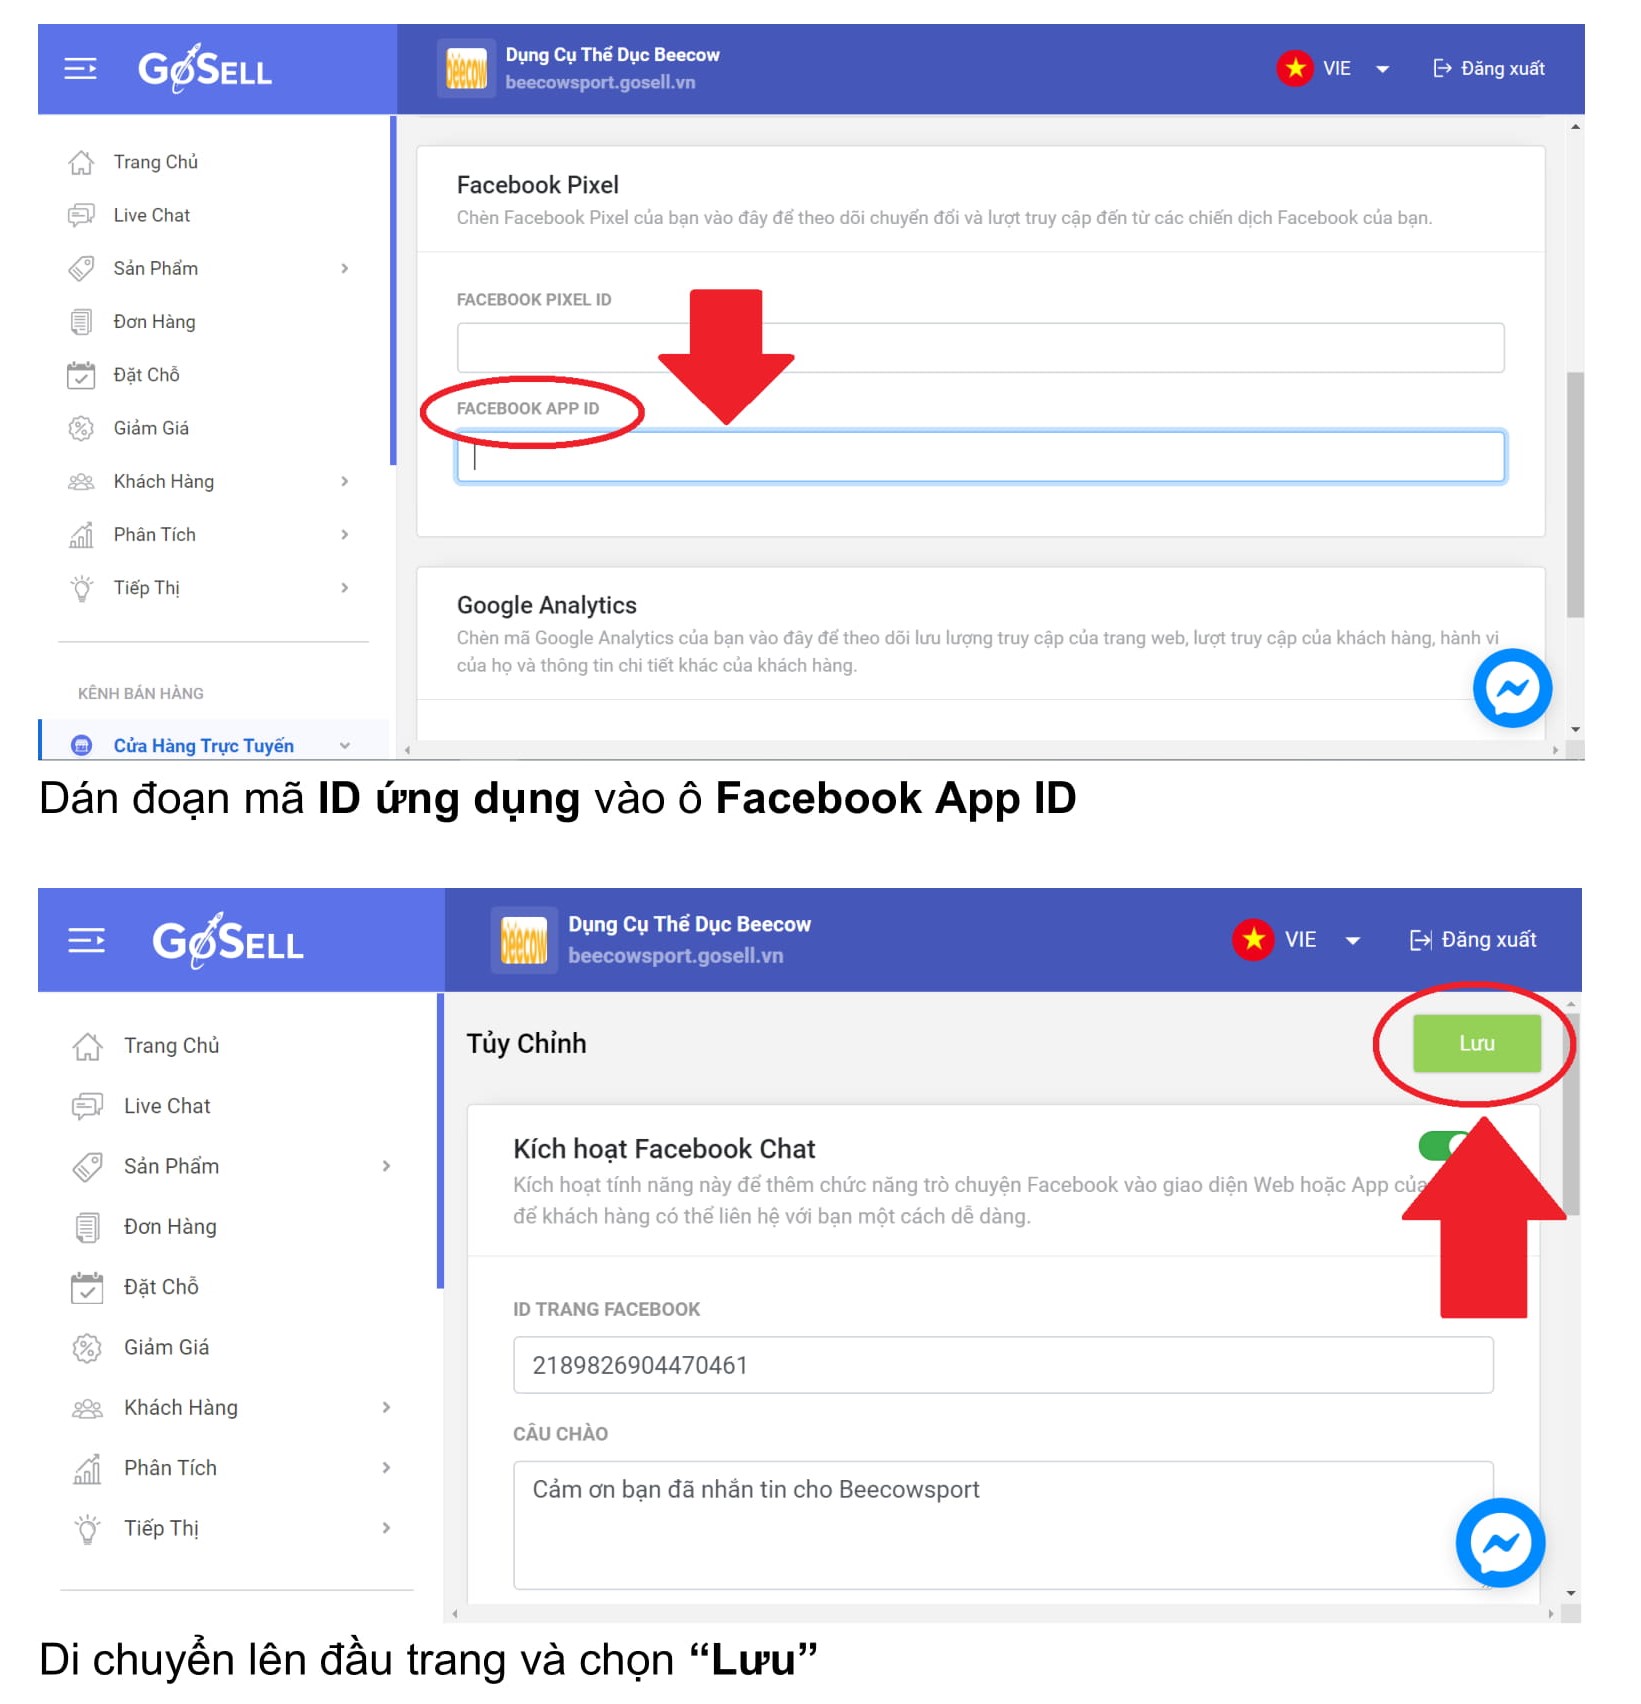 GoSELL
Dụng Cụ Thể Dục Beecow
beecowsport.gosell.vn
VIE
Đăng xuất
Trang Chủ
Live Chat
Sản Phẩm
Đơn Hàng
Đặt Chỗ
Giảm Giá
Khách Hàng
Phân Tích
Tiếp Thị
KÊNH BÁN HÀNG
Cửa Hàng Trực Tuyến
Facebook Pixel
Chèn Facebook Pixel của bạn vào đây để theo dõi chuyển đổi và lượt truy cập đến từ các chiến dịch Facebook của bạn.
FACEBOOK PIXEL ID
FACEBOOK APP ID
Google Analytics
Chèn mã Google Analytics của bạn vào đây để theo dõi lưu lượng truy cập của trang web, lượt truy cập của khách hàng, hành vi
của họ và thông tin chi tiết khác của khách hàng.
Dán đoạn mã ID ứng dụng vào ô Facebook App ID
GoSELL
beecow
Dụng Cụ Thể Dục Beecow
beecowsport.gosell.vn
VIE
Đăng xuất
Trang Chủ
Live Chat
Sản Phẩm
Đơn Hàng
Đặt Chỗ
Giảm Giá
Khách Hàng
Phân Tích
Tiếp Thị
Tủy Chỉnh
Lưu
Kích hoạt Facebook Chat
Kích hoạt tính năng này để thêm chức năng trò chuyện Facebook vào giao diện Web hoặc App của
để khách hàng có thể liên hệ với bạn một cách dễ dàng.
ID TRANG FACEBOOK
2189826904470461
CÂU CHÀO
Cảm ơn bạn đã nhắn tin cho Beecowsport
Di chuyển lên đầu trang và chọn “Lưu”